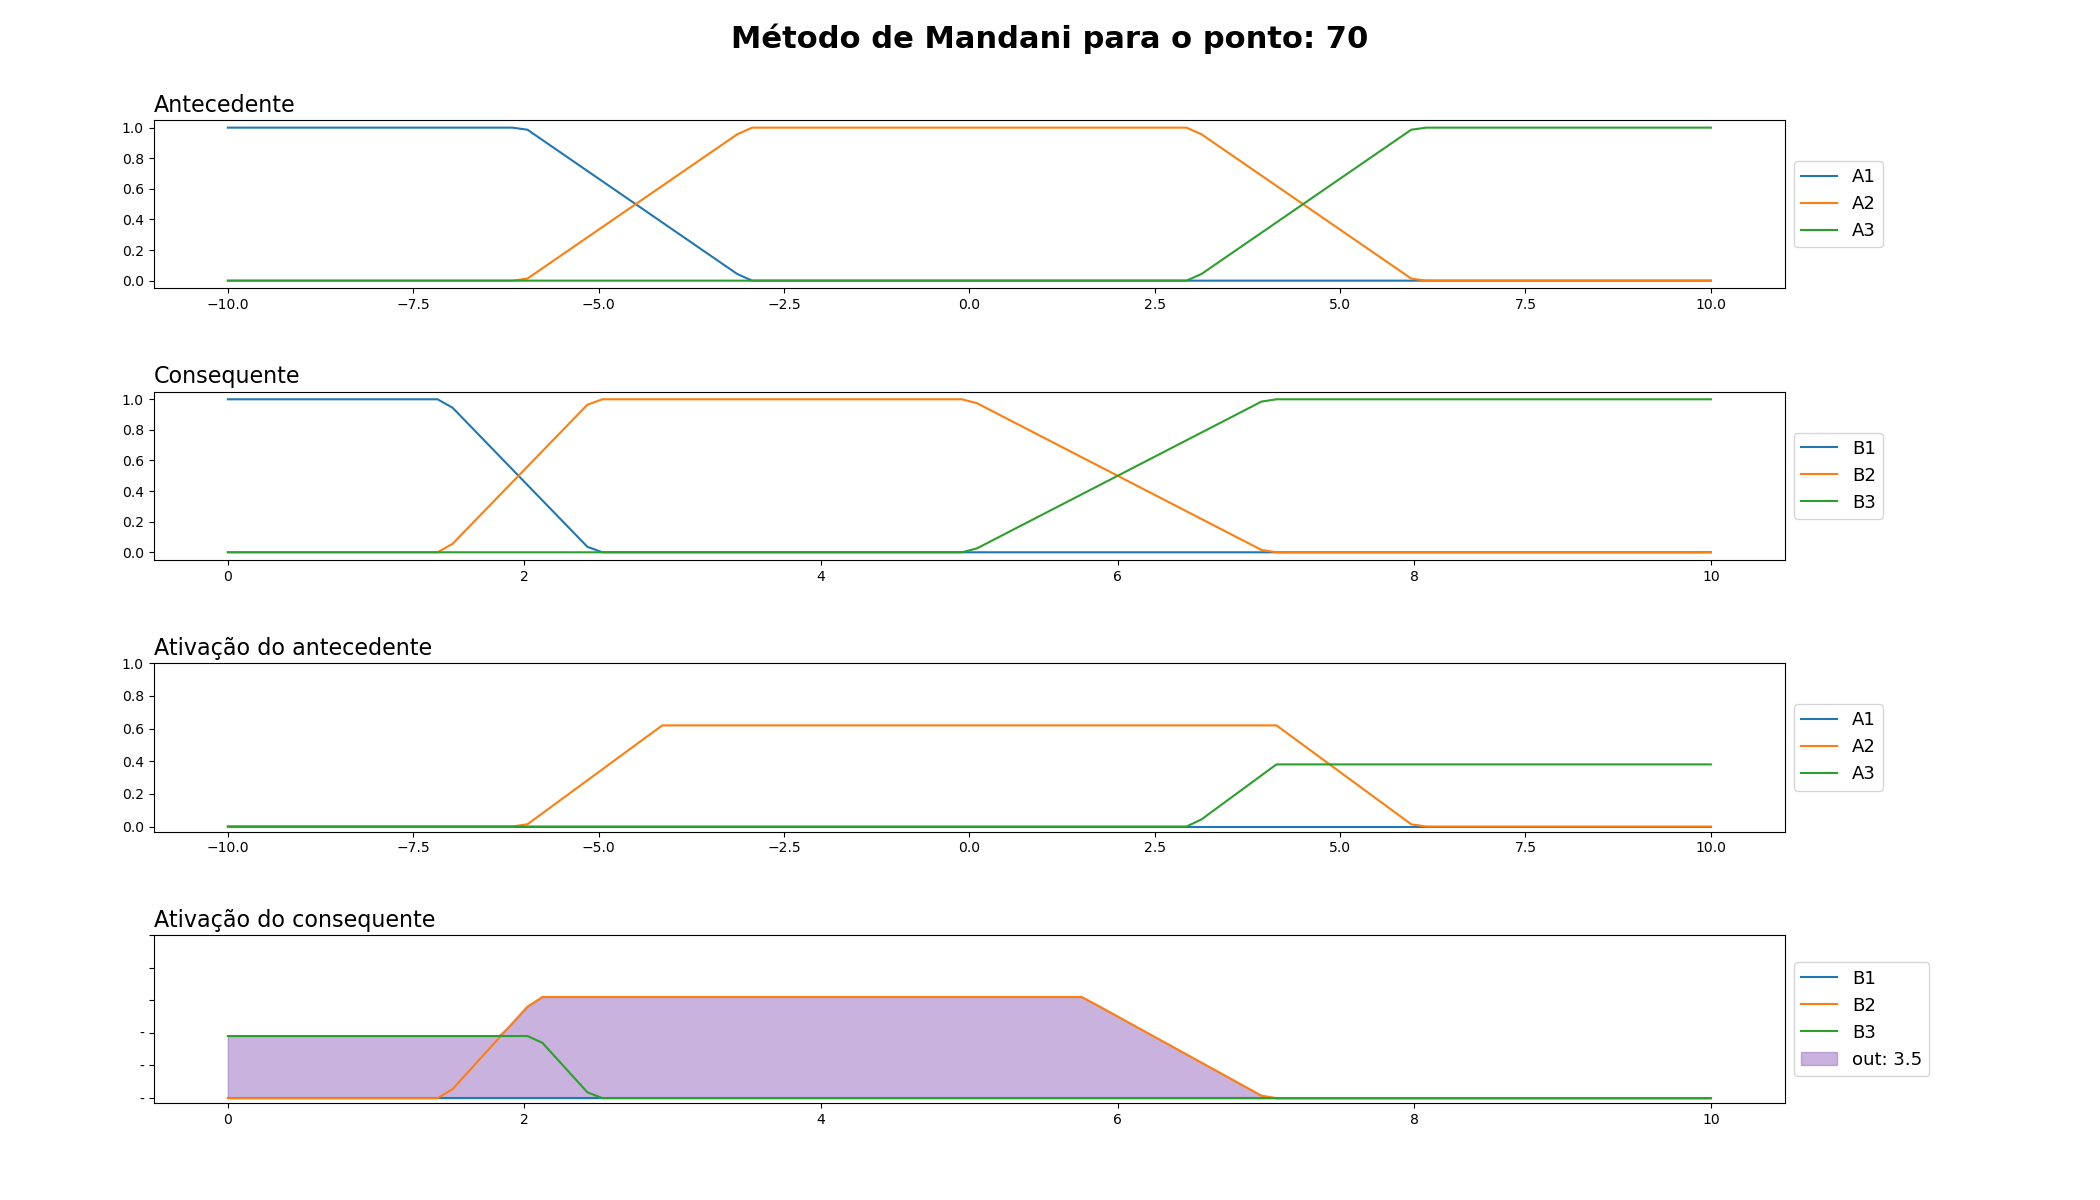 Método de Mandani para o ponto: 70
Antecedente
1.0
0.8
0.6
0.4
0.2
0.0
−10.0 −7.5 −5.0 −2.5 0.0 2.5 5.0 7.5 10.0
A1
A2
A3
Consequente
1.0
0.8
0.6
0.4
0.2
0.0
0 2 4 6 8 10
B1
B2
B3
Ativação do antecedente
1.0
0.8
0.6
0.4
0.2
0.0
−10.0 −7.5 −5.0 −2.5 0.0 2.5 5.0 7.5 10.0
A1
A2
A3
Ativação do consequente
-
-
-
0 2 4 6 8 10
B1
B2
B3
out: 3.5